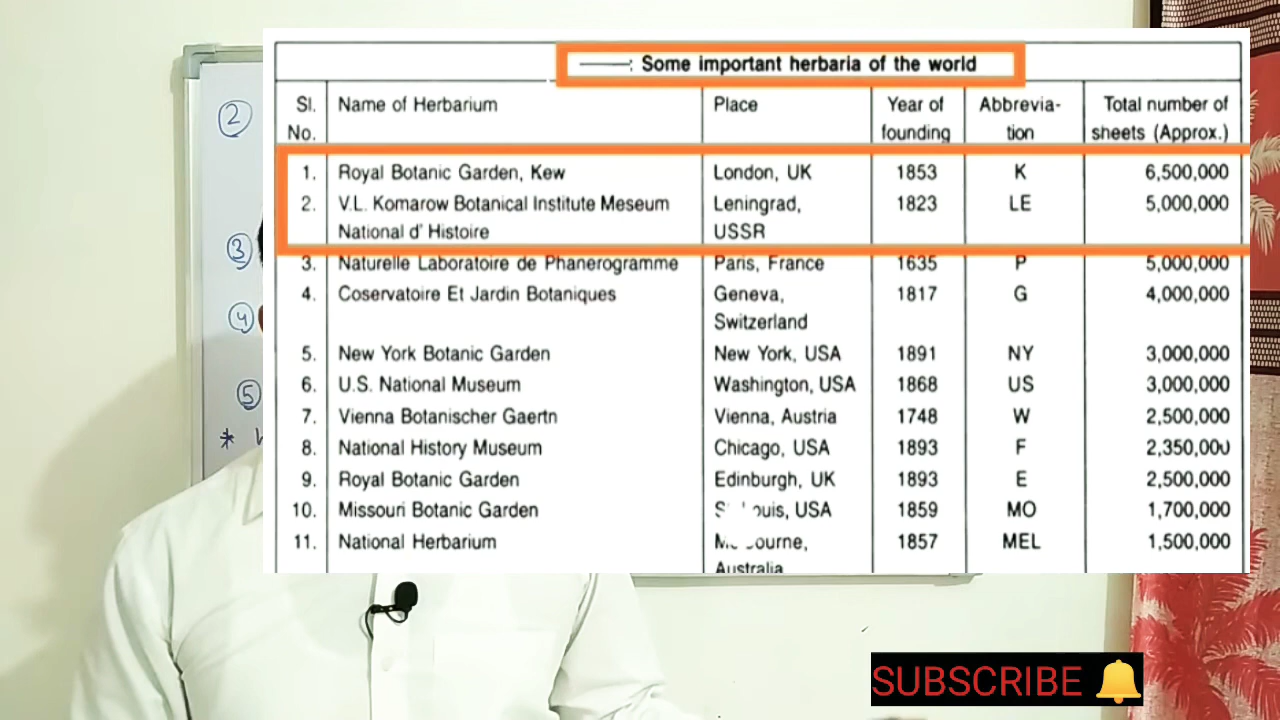 ———: Some important herbaria of the world
Sl. Name of Herbarium Place Year of Abbrevia- Total number of
No. founding tion sheets (Approx.)
1. Royal Botanic Garden, Kew London, UK 1853 K 6,500,000
2. V.L. Komarow Botanical Institute Meseum Leningrad, 1823 LE 5,000,000
National d' Histoire USSR
3. Naturelle Laboratoire de Phanerogramme Paris, France 1635 P 5,000,000
4. Coservatoire Et Jardin Botaniques Geneva, 1817 G 4,000,000
Switzerland
5. New York Botanic Garden New York, USA 1891 NY 3,000,000
6. U.S. National Museum Washington, USA 1868 US 3,000,000
7. Vienna Botanischer Gaertn Vienna, Austria 1748 W 2,500,000
8. National History Museum Chicago, USA 1893 F 2,350,000
9. Royal Botanic Garden Edinburgh, UK 1893 E 2,500,000
10. Missouri Botanic Garden USA 1859 MO 1,700,000
11. National Herbarium 1857 MEL 1,500,000
Australia
2
3
4
5
*
SUBSCRIBE